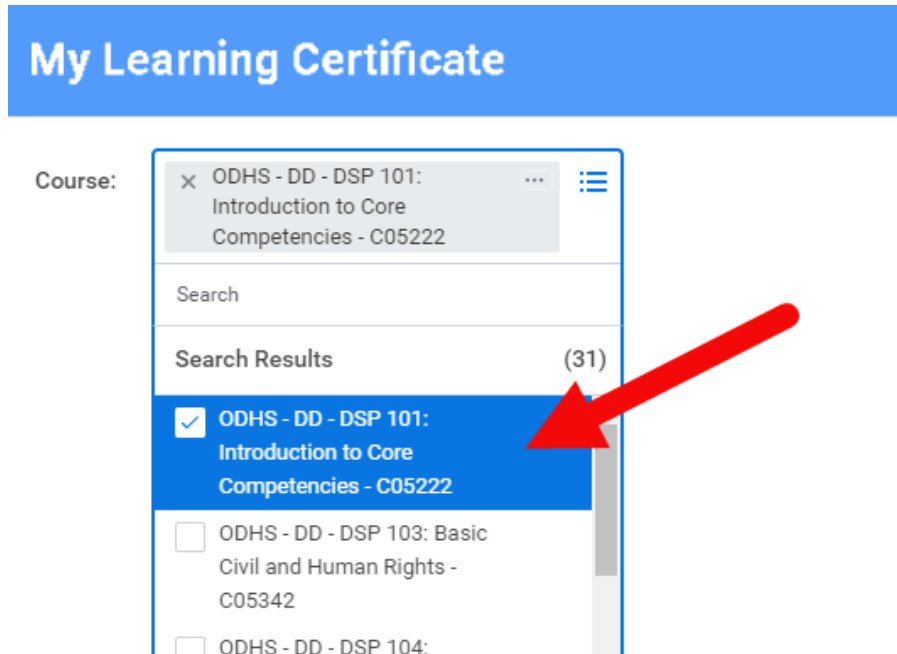 My Learning Certificate
Course:
ODHS - DD - DSP 101:
Introduction to Core
Competencies - C05222
Search
Search Results (31)
ODHS - DD - DSP 101:
Introduction to Core
Competencies - C05222
ODHS - DD - DSP 103: Basic
Civil and Human Rights -
C05342
ODHS - DD - DSP 104: